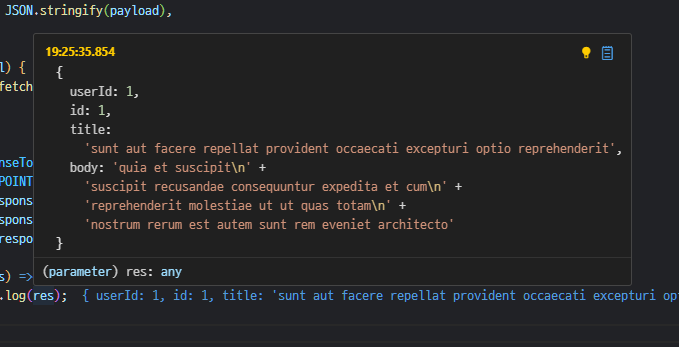 JSON.stringify(payload),
19:25:35.854
{
l) {
userId: 1,
fetch
id: 1,
title:
'sunt aut facere repellat provident occaecati excepturi optio reprehenderit',
nseTo
body: 'quia et suscipit\n' +
POINT
'suscipit recusandae consequuntur expedita et cum\n' +
spons
'reprehenderit molestiae ut ut quas totam\n' +
spons
'nostrum rerum est autem sunt rem eveniet architecto'
respo
}
(parameter) res: any
s) =>
.log(res); { userId: 1, id: 1, title: 'sunt aut facere repellat provident occaecati excepturi opt